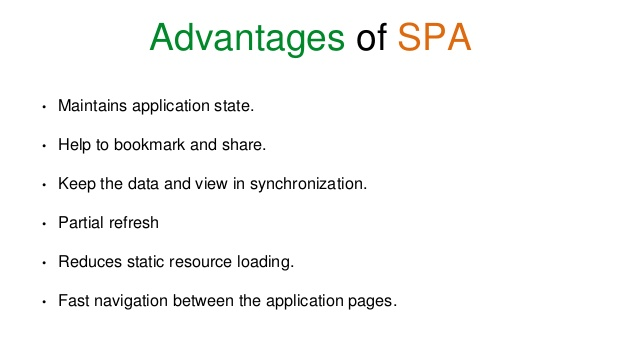 Advantages of SPA
• Maintains application state.
• Help to bookmark and share.
• Keep the data and view in synchronization.
• Partial refresh
• Reduces static resource loading.
• Fast navigation between the application pages.